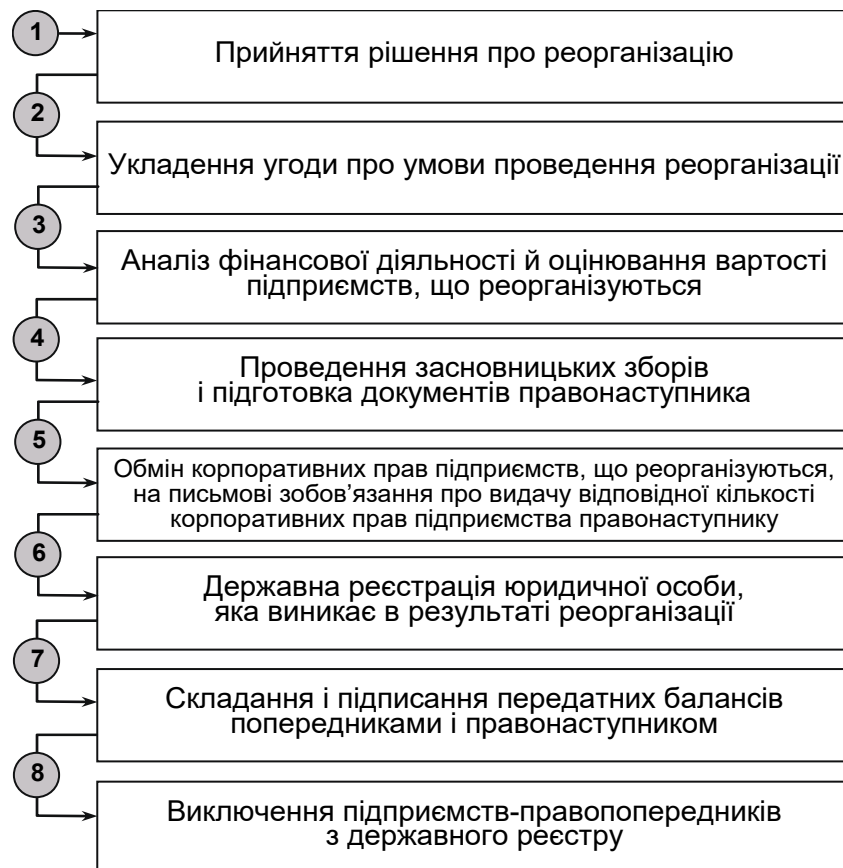 1
Прийняття рішення про реорганізацію
2
Укладення угоди про умови проведення реорганізації
3
Аналіз фінансової діяльності й оцінювання вартості
підприємств, що реорганізуються
4
Проведення засновницьких зборів
і підготовка документів правонаступника
5
Обмін корпоративних прав підприємств, що реорганізуються,
на письмові зобов’язання про видачу відповідної кількості
корпоративних прав підприємства правонаступнику
6
Державна реєстрація юридичної особи,
яка виникає в результаті реорганізації
7
Складання і підписання передатних балансів
попередниками і правонаступником
8
Виключення підприємств-правопопередників
з державного реєстру